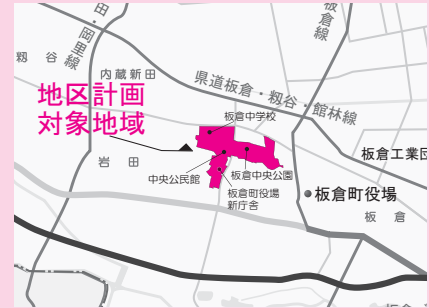 田・岡里線
板倉線
籾谷
内蔵新田
県道板倉・籾谷・館林線
地区計画
対象地域
板倉中学校
板倉工業団
岩田
中央公民館
板倉中央公園
板倉町役場
新庁舎
板倉町役場
板倉